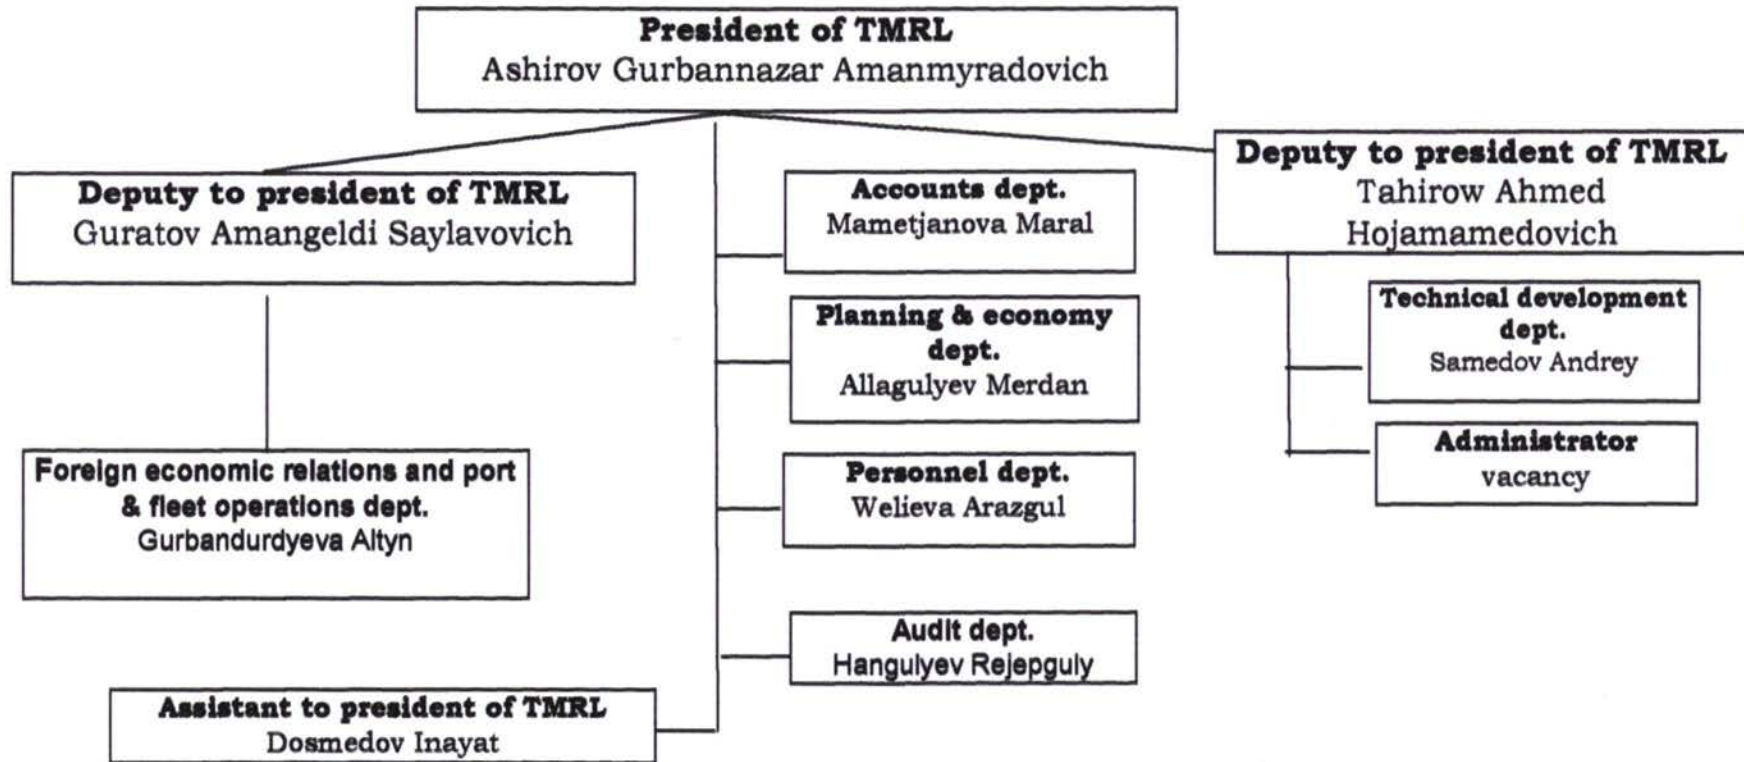 President of TMRL
Ashirov Gurbannazar Amanmyradovich
Deputy to president of TMRL
Guratov Amangeldi Saylavovich
Foreign economic relations and port
& fleet operations dept.
Gurbandurdyeva Altyn
Accounts dept.
Mametjanova Maral
Planning & economy
dept.
Allagulyev Merdan
Personnel dept.
Welieva Arazgul
Audit dept.
Hangulyev Rejepguly
Assistant to president of TMRL
Dosmedov Inayat
Deputy to president of TMRL
Tahirow Ahmed
Hojamamedovich
Technical development
dept.
Samedov Andrey
Administrator
vacancy